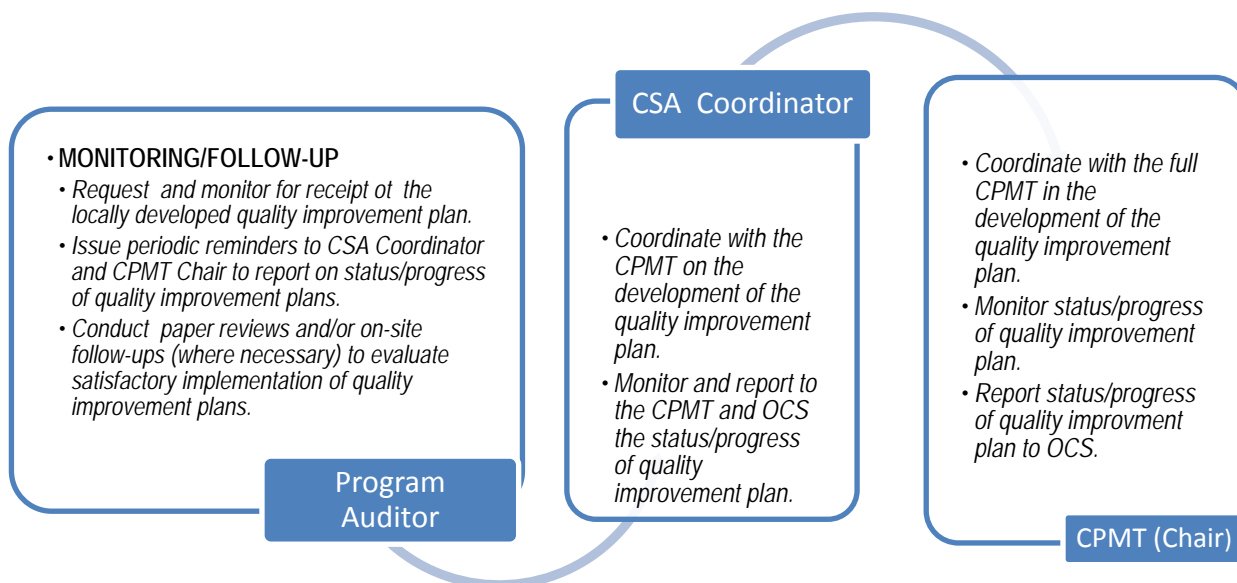 • MONITORING/FOLLOW-UP
• Request and monitor for receipt ot the
locally developed quality improvement plan.
• Issue periodic reminders to CSA Coordinator
and CPMT Chair to report on status/progress
of quality improvement plans.
• Conduct paper reviews and/or on-site
follow-ups (where necessary) to evaluate
satisfactory implementation of quality
improvement plans.
Program
Auditor
CSA Coordinator
• Coordinate with the
CPMT on the
development of the
quality improvement
plan.
• Monitor and report to
the CPMT and OCS
the status/progress
of quality
improvement plan.
• Coordinate with the full
CPMT in the
development of the
quality improvement
plan.
• Monitor status/progress
of quality improvement
plan.
• Report status/progress
of quality improvment
plan to OCS.
CPMT (Chair)